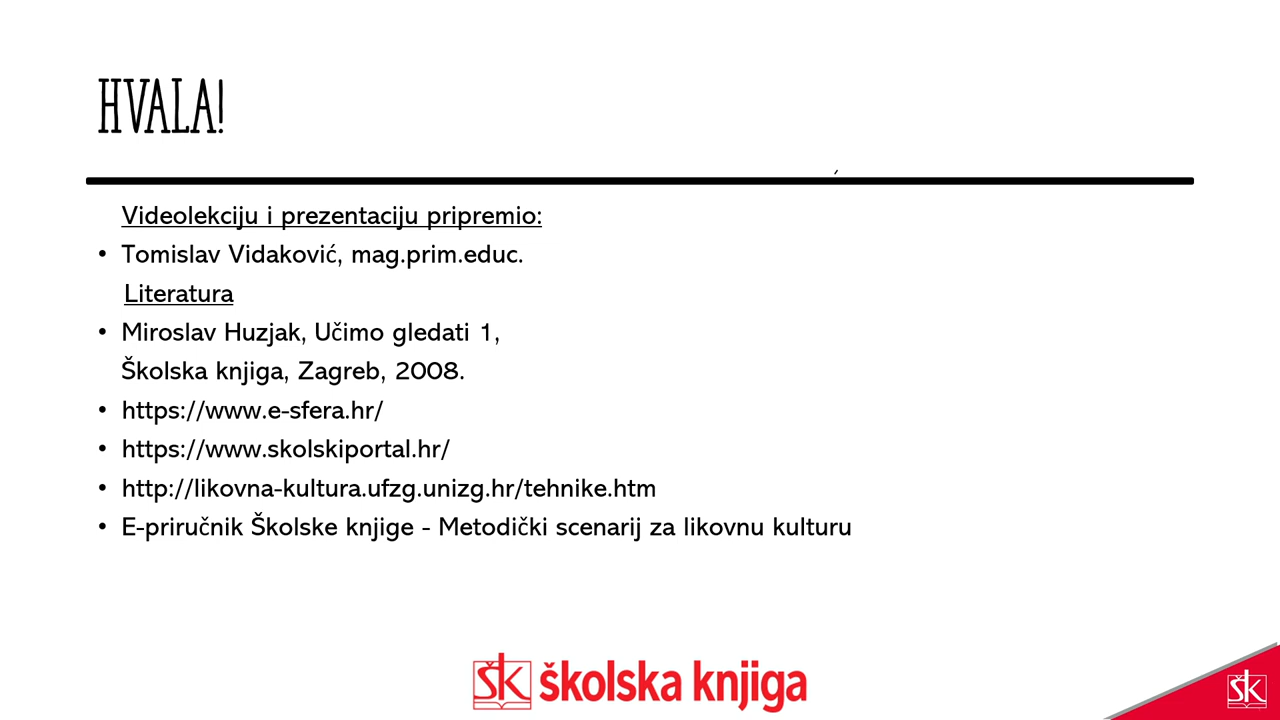 HVALA!
Videolekciju i prezentaciju pripremio:
• Tomislav Vidaković, mag.prim.educ.
Literatura
• Miroslav Huzjak, Učimo gledati 1,
Školska knjiga, Zagreb, 2008.
• https://www.e-sfera.hr/
• https://www.skolskiportal.hr/
• http://likovna-kultura.ufzg.unizg.hr/tehnike.htm
• E-priručnik Školske knjige - Metodički scenarij za likovnu kulturu
ŠK školska knjiga
ŠK